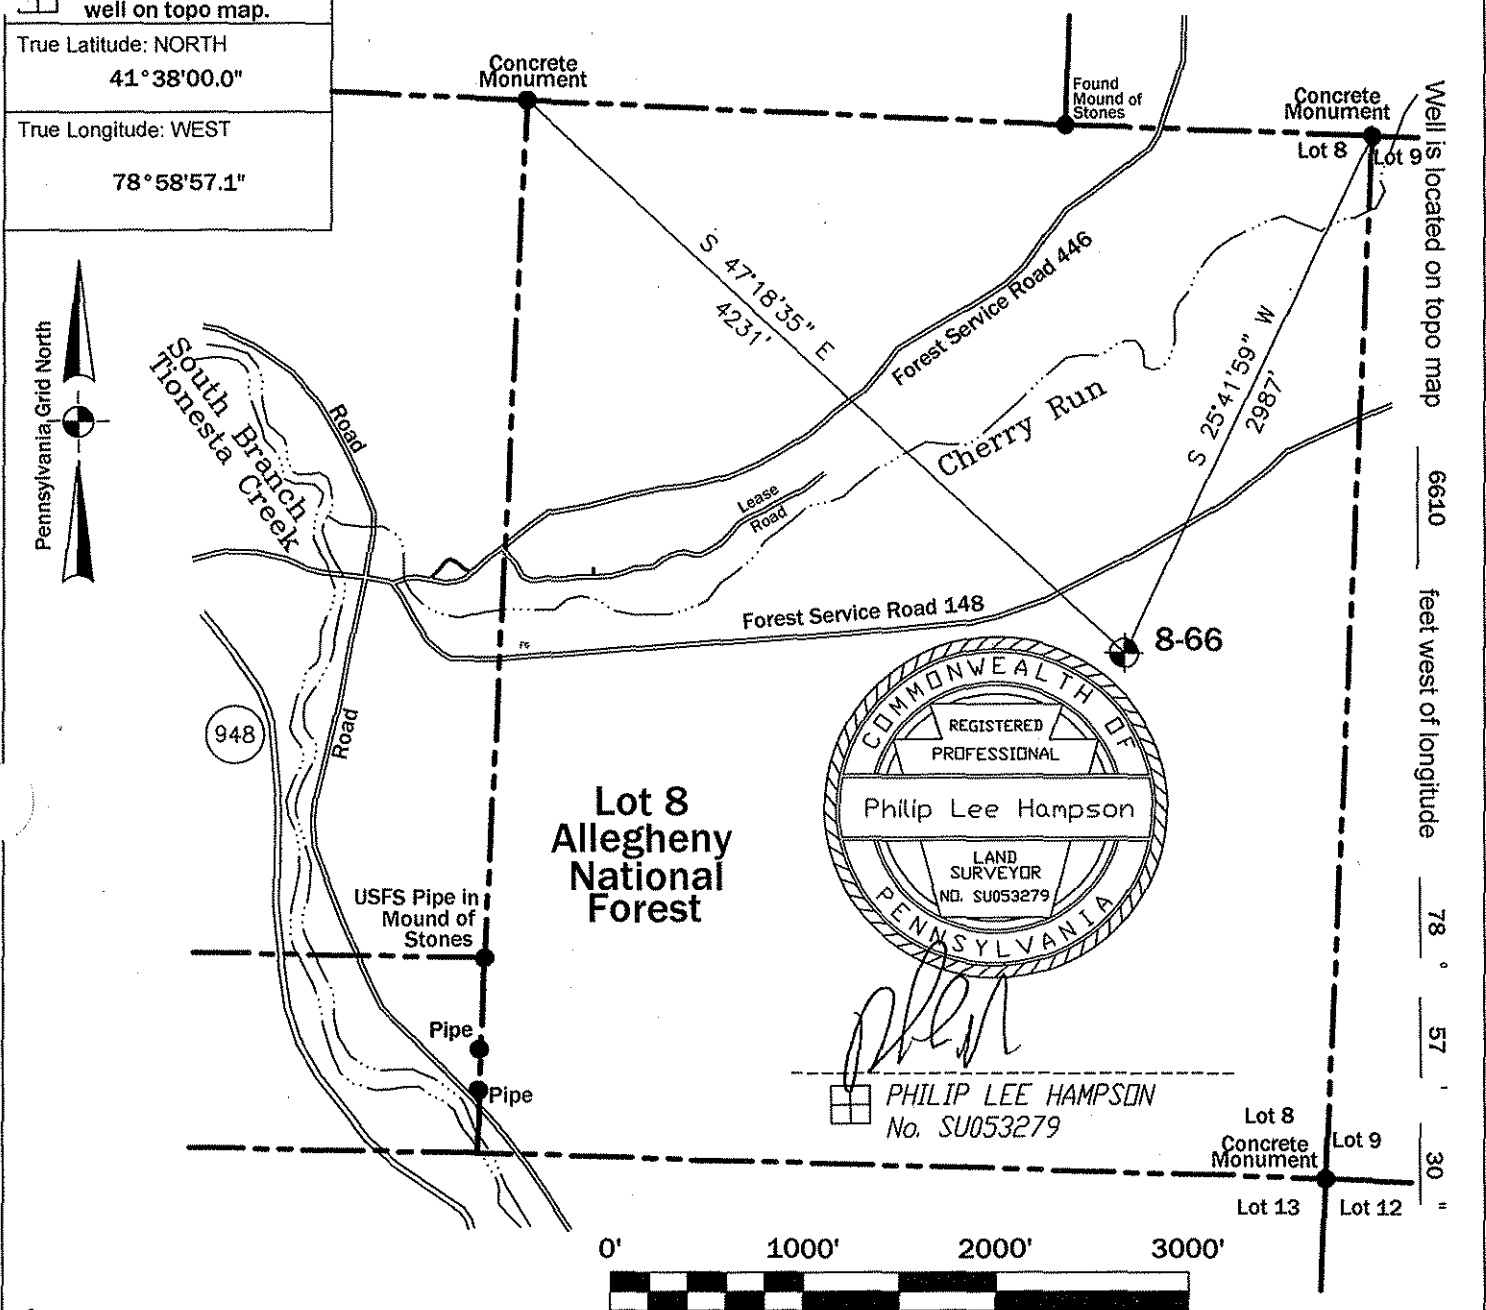 well on topo map.
True Latitude: NORTH
41°38'00.0"
True Longitude: WEST
78°58'57.1"
Concrete
Monument
Found
Mound of
Stones
Concrete
Monument
Lot 8
Lot 9
Well is located on topo map 6610 feet west of longitude 78 ° 57 ' 30 "
Pennsylvania Grid North
S 47°18'35" E
4231'
S 25°41'59" W
2987'
Forest Service Road 446
Cherry Run
South Branch
Tionesta Creek
Road
Lease
Road
Forest Service Road 148
8-66
948
Road
COMMONWEALTH OF
REGISTERED
PROFESSIONAL
Philip Lee Hampson
LAND
SURVEYOR
NO. SU053279
PENNSYLVANIA
Lot 8
Allegheny
National
Forest
USFS Pipe in
Mound of
Stones
Pipe
Pipe
PHILIP LEE HAMPSON
No. SU053279
Lot 8
Concrete
Monument
Lot 9
Lot 13
Lot 12
0' 1000' 2000' 3000'